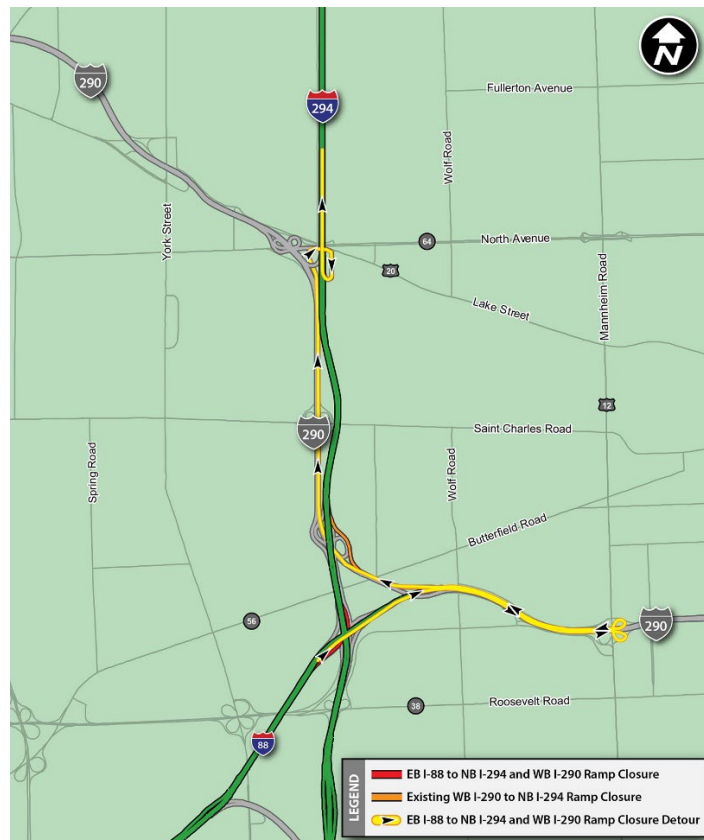 N
290
Fullerton Avenue
294
Wolf Road
York Street
64
North Avenue
20
Mannheim Road
Lake Street
12
290
Saint Charles Road
Spring Road
Wolf Road
Butterfield Road
56
290
Roosevelt Road
38
88
LEGEND
EB I-88 to NB I-294 and WB I-290 Ramp Closure
Existing WB I-290 to NB I-294 Ramp Closure
EB I-88 to NB I-294 and WB I-290 Ramp Closure Detour